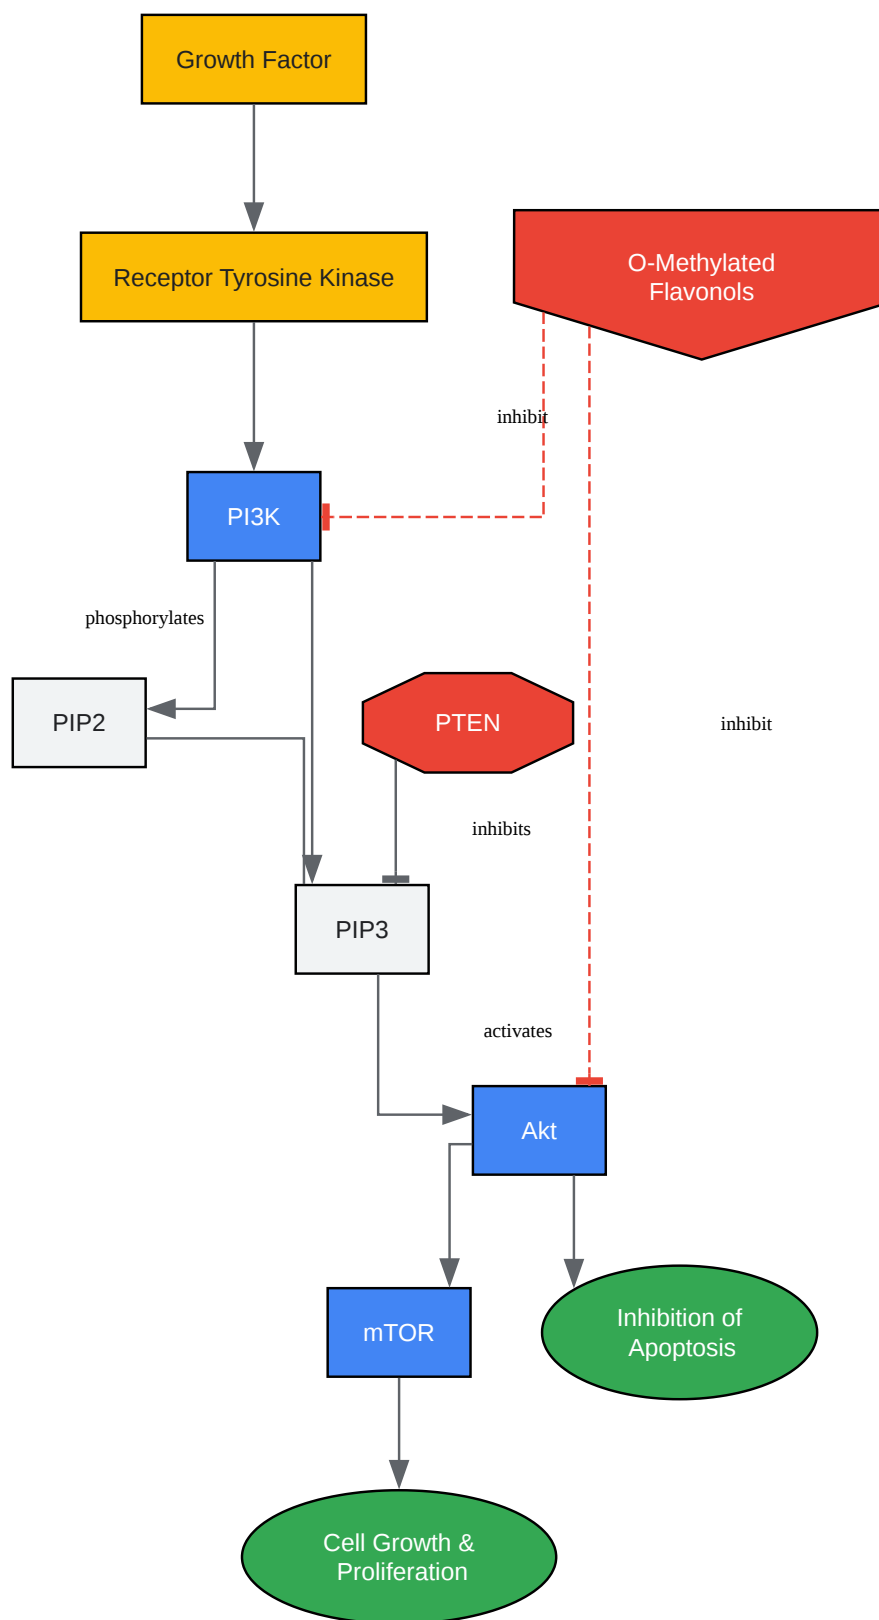 Growth Factor
Receptor Tyrosine Kinase
O-Methylated
Flavonols
inhibit
PI3K
phosphorylates
PIP2
PTEN
inhibit
inhibits
PIP3
activates
Akt
mTOR
Inhibition of
Apoptosis
Cell Growth &
Proliferation